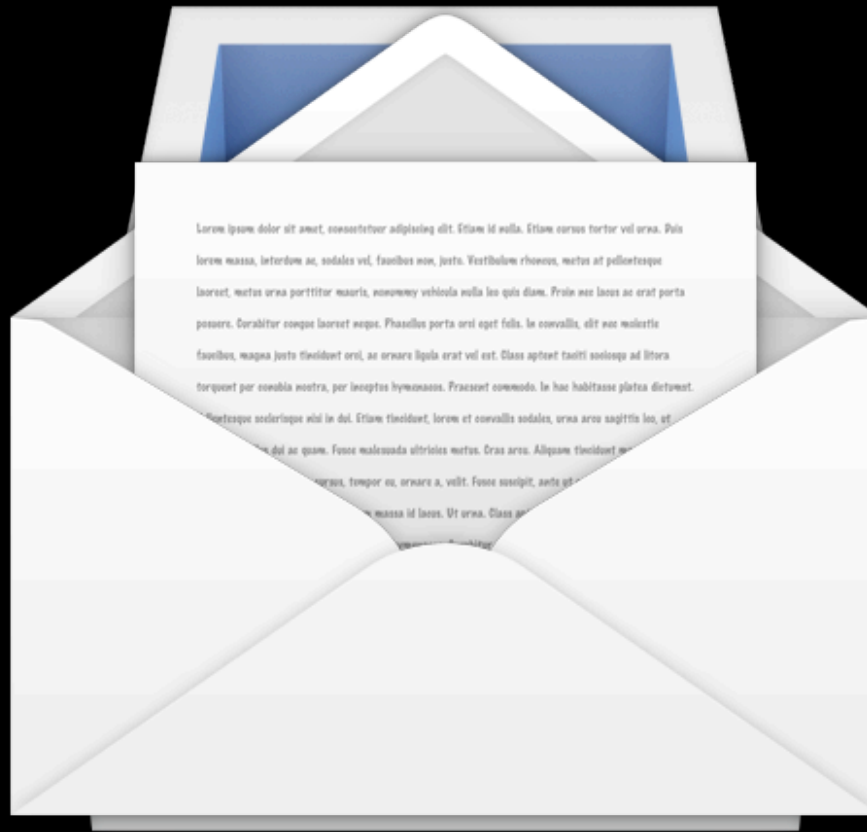 Lorem ipsum dolor sit amet, consectetuer adipiscing elit. Etiam id nulla. Etiam cursus tortor vel urna. Duis
lorem massa, interdum ac, sodales vel, faucibus non, justo. Vestibulum rhoncus, metus at pellentesque
laoreet, metus urna porttitor mauris, nonummy vehicula nulla leo quis diam. Proin nec lacus ac erat porta
posuere. Curabitur congue laoreet neque. Phasellus porta orci eget felis. In convallis, elit nec molestie
faucibus, magna justo tincidunt orci, ac ornare ligula erat vel est. Class aptent taciti sociosqu ad litora
torquent per conubia nostra, per inceptos hymenaeos. Praesent commodo. In hac habitasse platea dictumst.
scelerisque nisi in dui. Etiam tincidunt, lorem et convallis sodales, urna arcu sagittis leo, ut
dui ac quam. Fusce malesuada ultricies metus. Cras arcu. Aliquam tincidunt
tempor eu, ornare a, velit. Fusce suscipit, ante ut
massa id lacus. Ut urna. Class